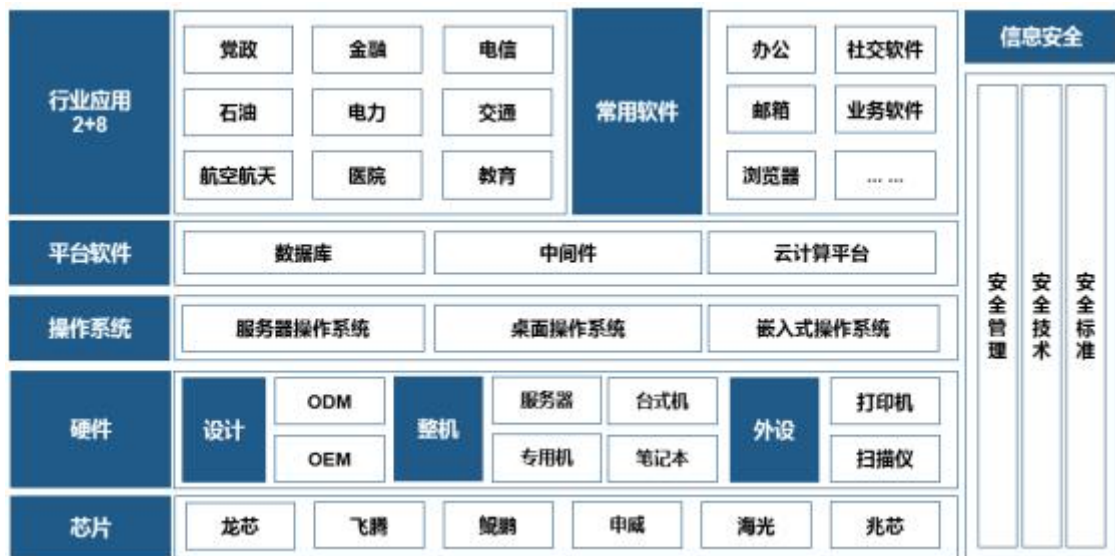 行业应用
2+8
党政
金融
电信
石油
电力
交通
航空航天
医院
教育
常用软件
办公
社交软件
邮箱
业务软件
浏览器
... ...
平台软件
数据库
中间件
云计算平台
操作系统
服务器操作系统
桌面操作系统
嵌入式操作系统
硬件
设计
ODM
OEM
整机
服务器
台式机
专用机
笔记本
外设
打印机
扫描仪
芯片
龙芯
飞腾
鲲鹏
申威
海光
兆芯
信息安全
安全管理
安全技术
安全标准